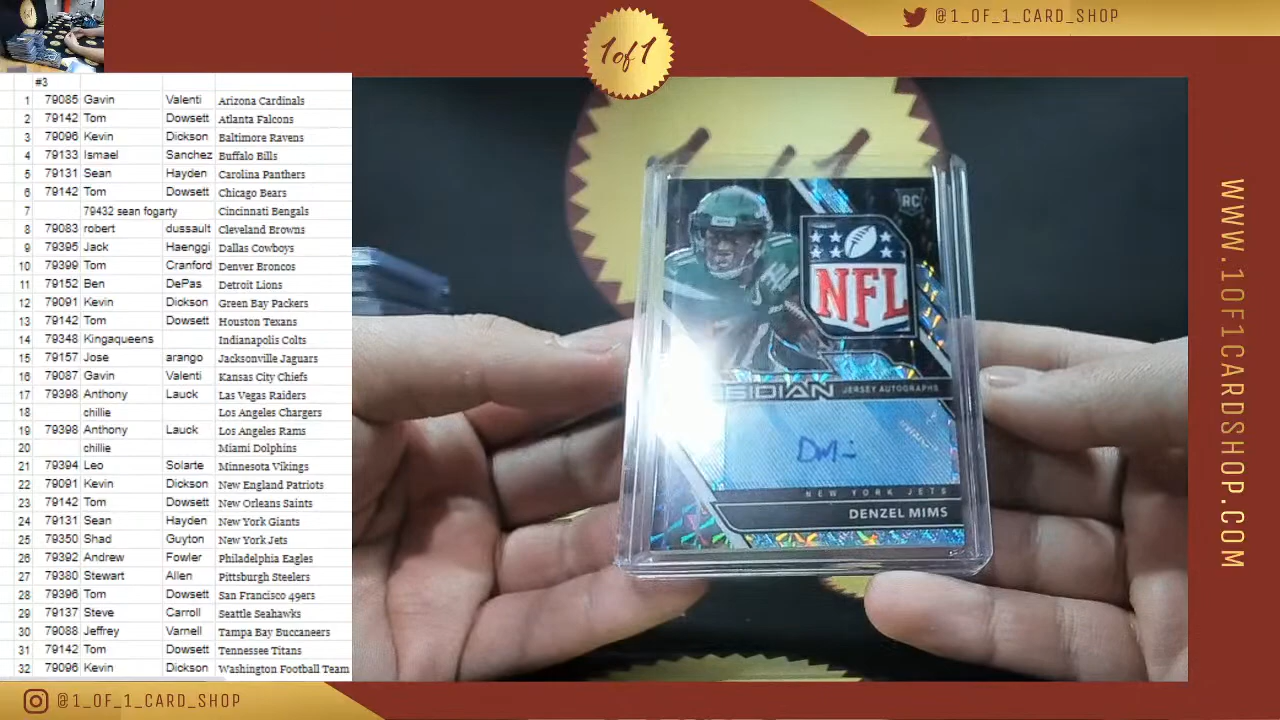 @1_OF_1_CARD_SHOP
1 of 1
#3
1 79085 Gavin Valenti Arizona Cardinals
2 79142 Tom Dowsett Atlanta Falcons
3 79096 Kevin Dickson Baltimore Ravens
4 79133 Ismael Sanchez Buffalo Bills
5 79131 Sean Hayden Carolina Panthers
6 79142 Tom Dowsett Chicago Bears
7 79432 sean fogarty Cincinnati Bengals
8 79083 robert dussault Cleveland Browns
9 79395 Jack Haenggi Dallas Cowboys
10 79399 Tom Cranford Denver Broncos
11 79152 Ben DePas Detroit Lions
12 79091 Kevin Dickson Green Bay Packers
13 79142 Tom Dowsett Houston Texans
14 79348 Kingaqueens Indianapolis Colts
15 79157 Jose arango Jacksonville Jaguars
16 79087 Gavin Valenti Kansas City Chiefs
17 79398 Anthony Lauck Las Vegas Raiders
18 chillie Los Angeles Chargers
19 79398 Anthony Lauck Los Angeles Rams
20 chillie Miami Dolphins
21 79394 Leo Solarte Minnesota Vikings
22 79091 Kevin Dickson New England Patriots
23 79142 Tom Dowsett New Orleans Saints
24 79131 Sean Hayden New York Giants
25 79350 Shad Guyton New York Jets
26 79392 Andrew Fowler Philadelphia Eagles
27 79380 Stewart Allen Pittsburgh Steelers
28 79396 Tom Dowsett San Francisco 49ers
29 79137 Steve Carroll Seattle Seahawks
30 79088 Jeffrey Varnell Tampa Bay Buccaneers
31 79142 Tom Dowsett Tennessee Titans
32 79096 Kevin Dickson Washington Football Team
RC
NFL
SIDIAN JERSEY AUTOGRAPHS
NEW YORK JETS
DENZEL MIMS
WWW.1OF1CARDSHOP.COM
@1_OF_1_CARD_SHOP